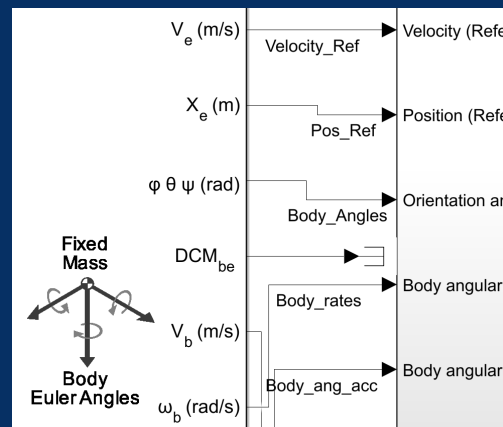 V_e (m/s)
Velocity_Ref
Velocity (Refe
X_e (m)
Pos_Ref
Position (Refe
φ θ ψ (rad)
Body_Angles
Orientation an
Fixed
Mass
DCM_be
Body_rates
Body angular
V_b (m/s)
Body_ang_acc
Body angular
Body
Euler Angles
ω_b (rad/s)